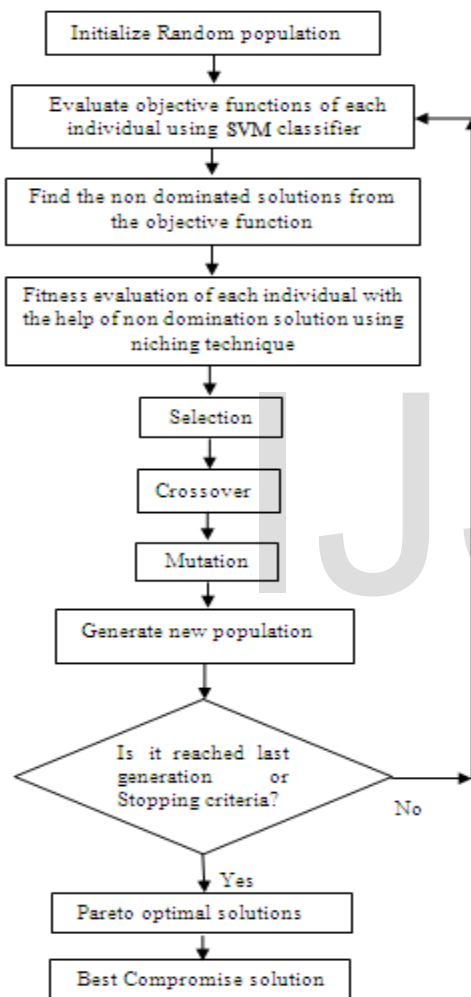 Initialize Random population
Evaluate objective functions of each
individual using SVM classifier
Find the non dominated solutions from
the objective function
Fitness evaluation of each individual with
the help of non domination solution using
niching technique
Selection
Crossover
Mutation
Generate new population
Is it reached last
generation or
Stopping criteria?
No
Yes
Pareto optimal solutions
Best Compromise solution